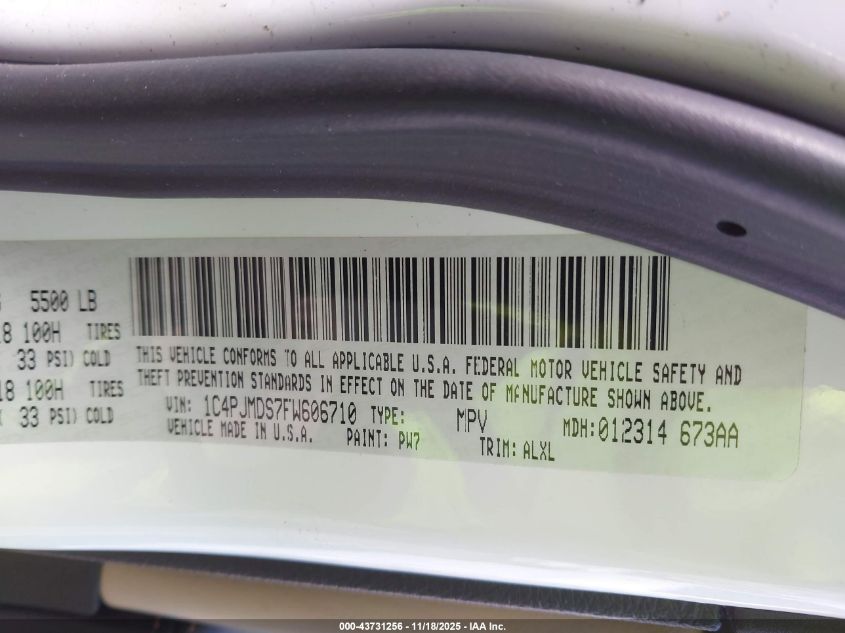 5500 LB
18 100H TIRES
33 PSI) COLD
18 100H TIRES
33 PSI) COLD
THIS VEHICLE CONFORMS TO ALL APPLICABLE U.S.A. FEDERAL MOTOR VEHICLE SAFETY AND
THEFT PREVENTION STANDARDS IN EFFECT ON THE DATE OF MANUFACTURE SHOWN ABOVE.
VIN: 1C4PJMDS7FW606710 TYPE: MPV MDH:012314 673AA
VEHICLE MADE IN U.S.A. PAINT: PW7 TRIM: ALXL
000-43731256 - 11/18/2025 - IAA Inc.